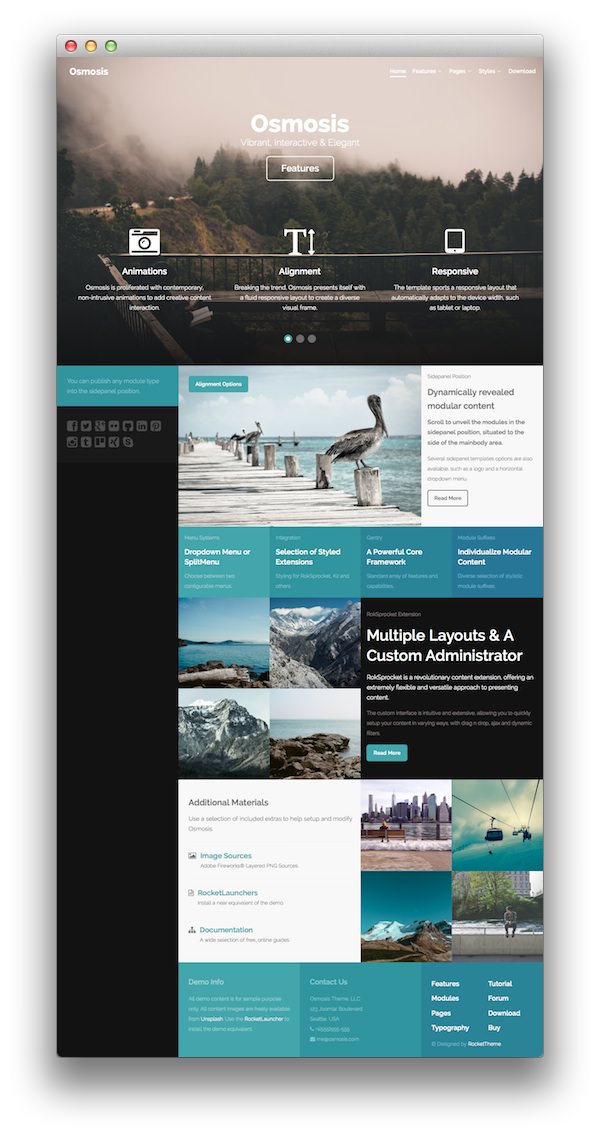 Osmosis
Home Features Pages Styles Download
Osmosis
Vibrant, Interactive & Elegant
Features
Animations
Osmosis is proliferated with contemporary,
non-intrusive animations to add creative content
interaction.
Alignment
Breaking the trend, Osmosis presents itself with
a fluid responsive layout to create a diverse
visual frame.
Responsive
The template sports a responsive layout that
automatically adapts to the device width, such
as tablet or laptop.
You can publish any module type
into the sidepanel position.
Alignment Options
Sidepanel Position
Dynamically revealed
modular content
Scroll to unveil the modules in the
sidepanel position, situated to the
side of the mainbody area.
Several sidepanel templates options are also
available, such as a logo and a horizontal
dropdown menu.
Read More
Menu Systems
Dropdown Menu or
SplitMenu
Choose between two
configurable menus.
Integration
Selection of Styled
Extensions
Styling for RokSprocket, K2 and
others
Gantry
A Powerful Core
Framework
Standard array of features and
capabilities.
Module Suffixes
Individualize Modular
Content
Diverse selection of stylistic
module suffixes
RokSprocket Extension
Multiple Layouts & A
Custom Administrator
RokSprocket is a revolutionary content extension, offering an
extremely flexible and versatile approach to presenting
content.
The custom interface is intuitive and extensive, allowing you to quickly
setup your content in varying ways, with drag n drop, ajax and dynamic
filters.
Read More
Additional Materials
Use a selection of included extras to help setup and modify
Osmosis.
Image Sources
Adobe Fireworks® Layered PNG Sources.
RocketLaunchers
Install a near equivalent of the demo
Documentation
A wide selection of free, online guides
Demo Info
All demo content is for sample purpose
only. All content images are freely available
from Unsplash. Use the RocketLauncher to
install the demo equivalent.
Contact Us
Osmosis Theme, LLC
123 Joomla! Boulevard
Seattle, USA
+1(555)555-555
me@osmosis.com
Features Tutorial
Modules Forum
Pages Download
Typography Buy
© Designed by RocketTheme